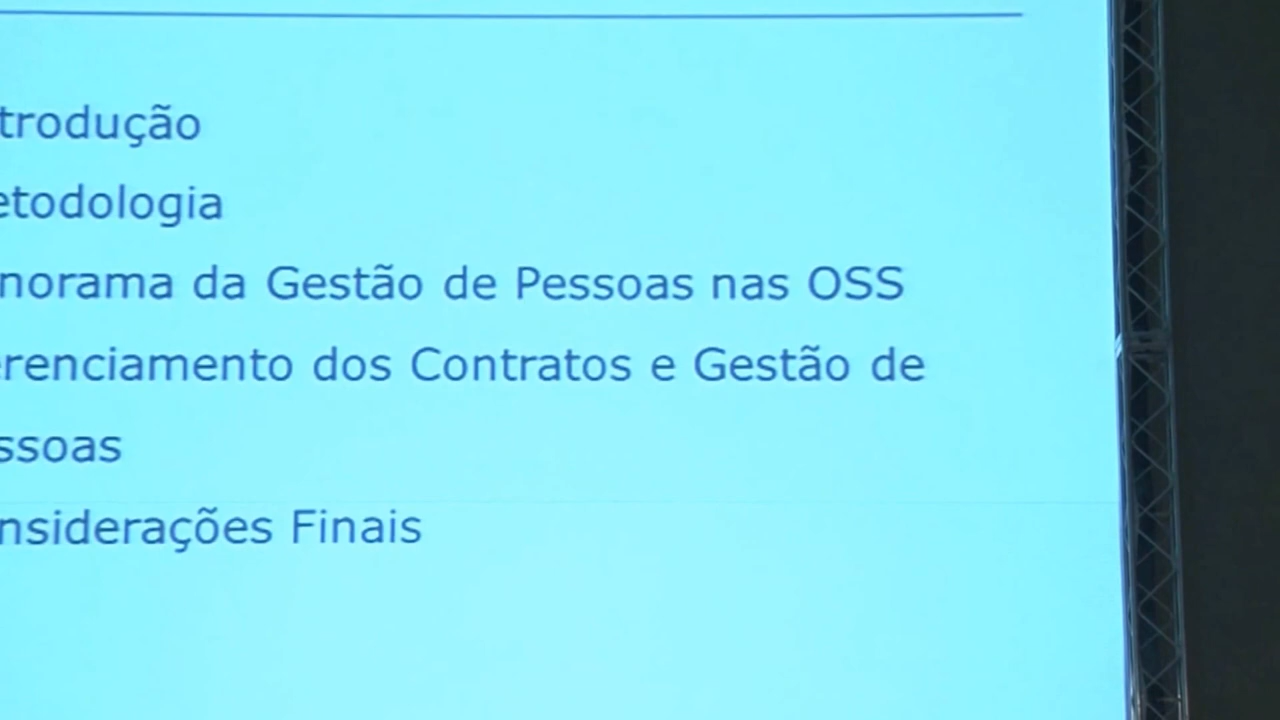 trodução
etodologia
norama da Gestão de Pessoas nas OSS
erenciamento dos Contratos e Gestão de
ssoas
nsiderações Finais